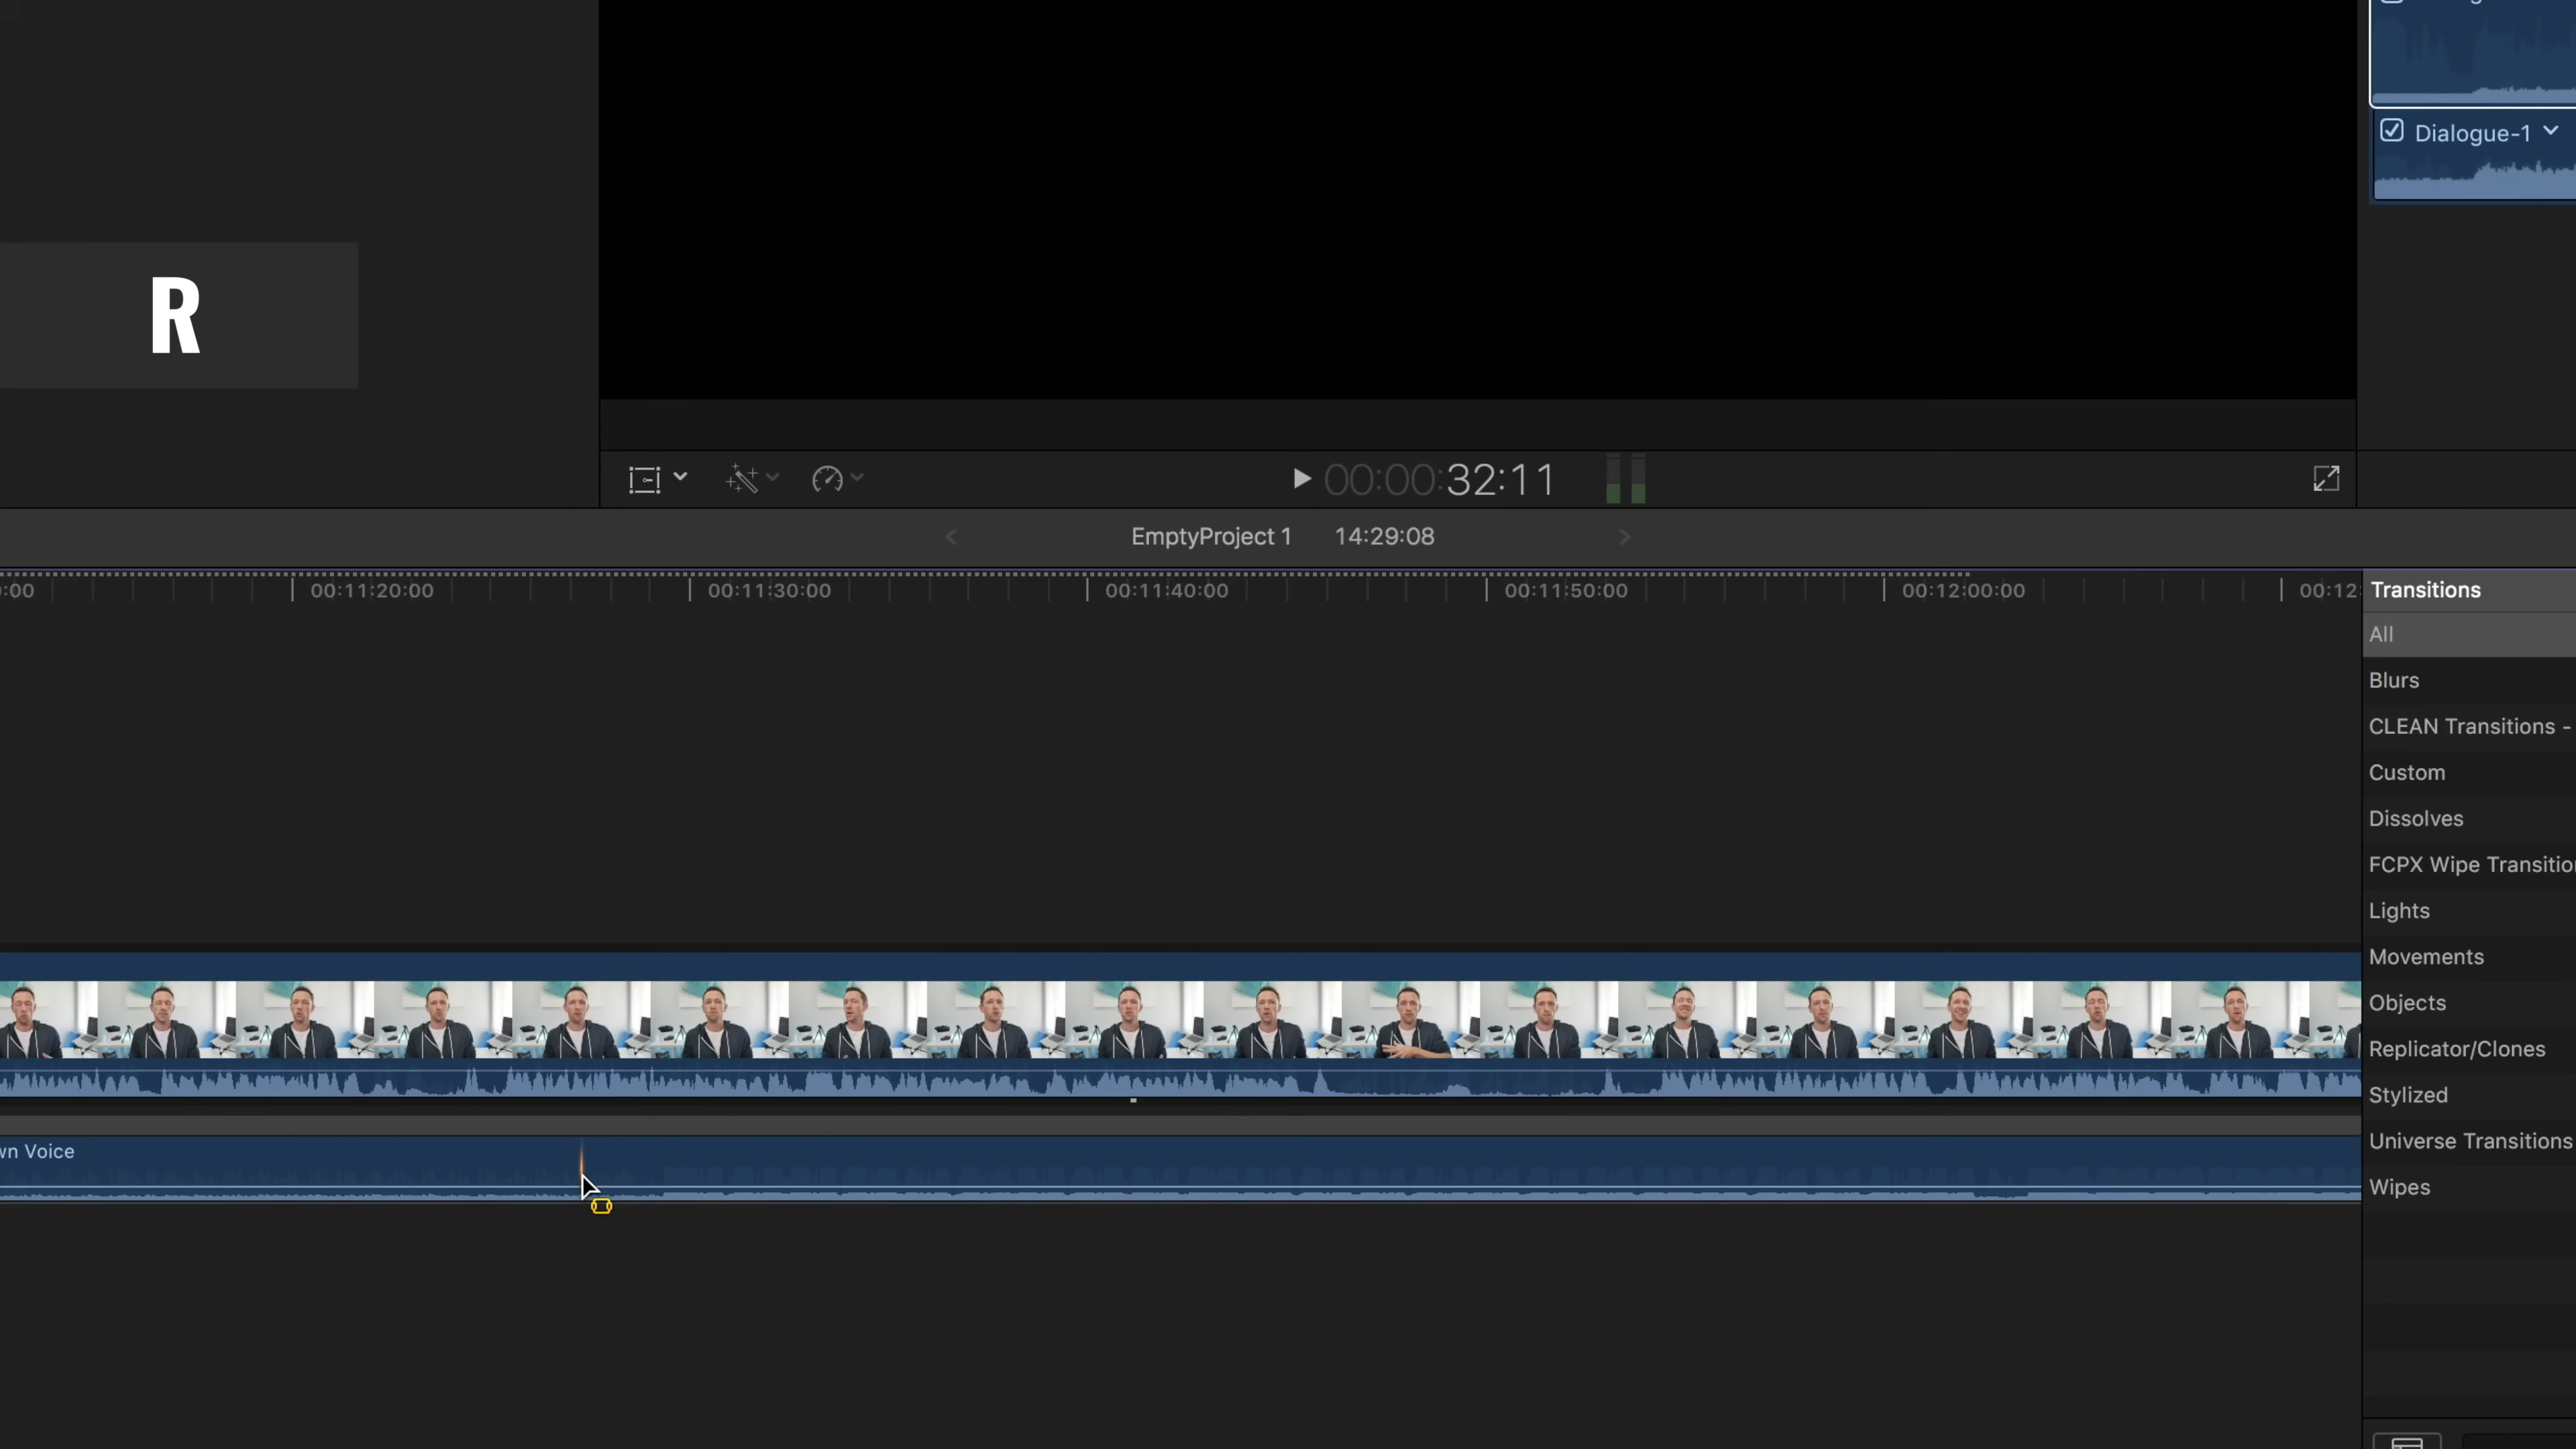 Dialogue-1
R
00:00:32:11
EmptyProject 1 14:29:08
:00 00:11:20:00 00:11:30:00 00:11:40:00 00:11:50:00 00:12:00:00 00:12:
Transitions
All
Blurs
CLEAN Transitions -
Custom
Dissolves
FCPX Wipe Transitio
Lights
Movements
Objects
Replicator/Clones
Stylized
Universe Transitions
Wipes
wn Voice